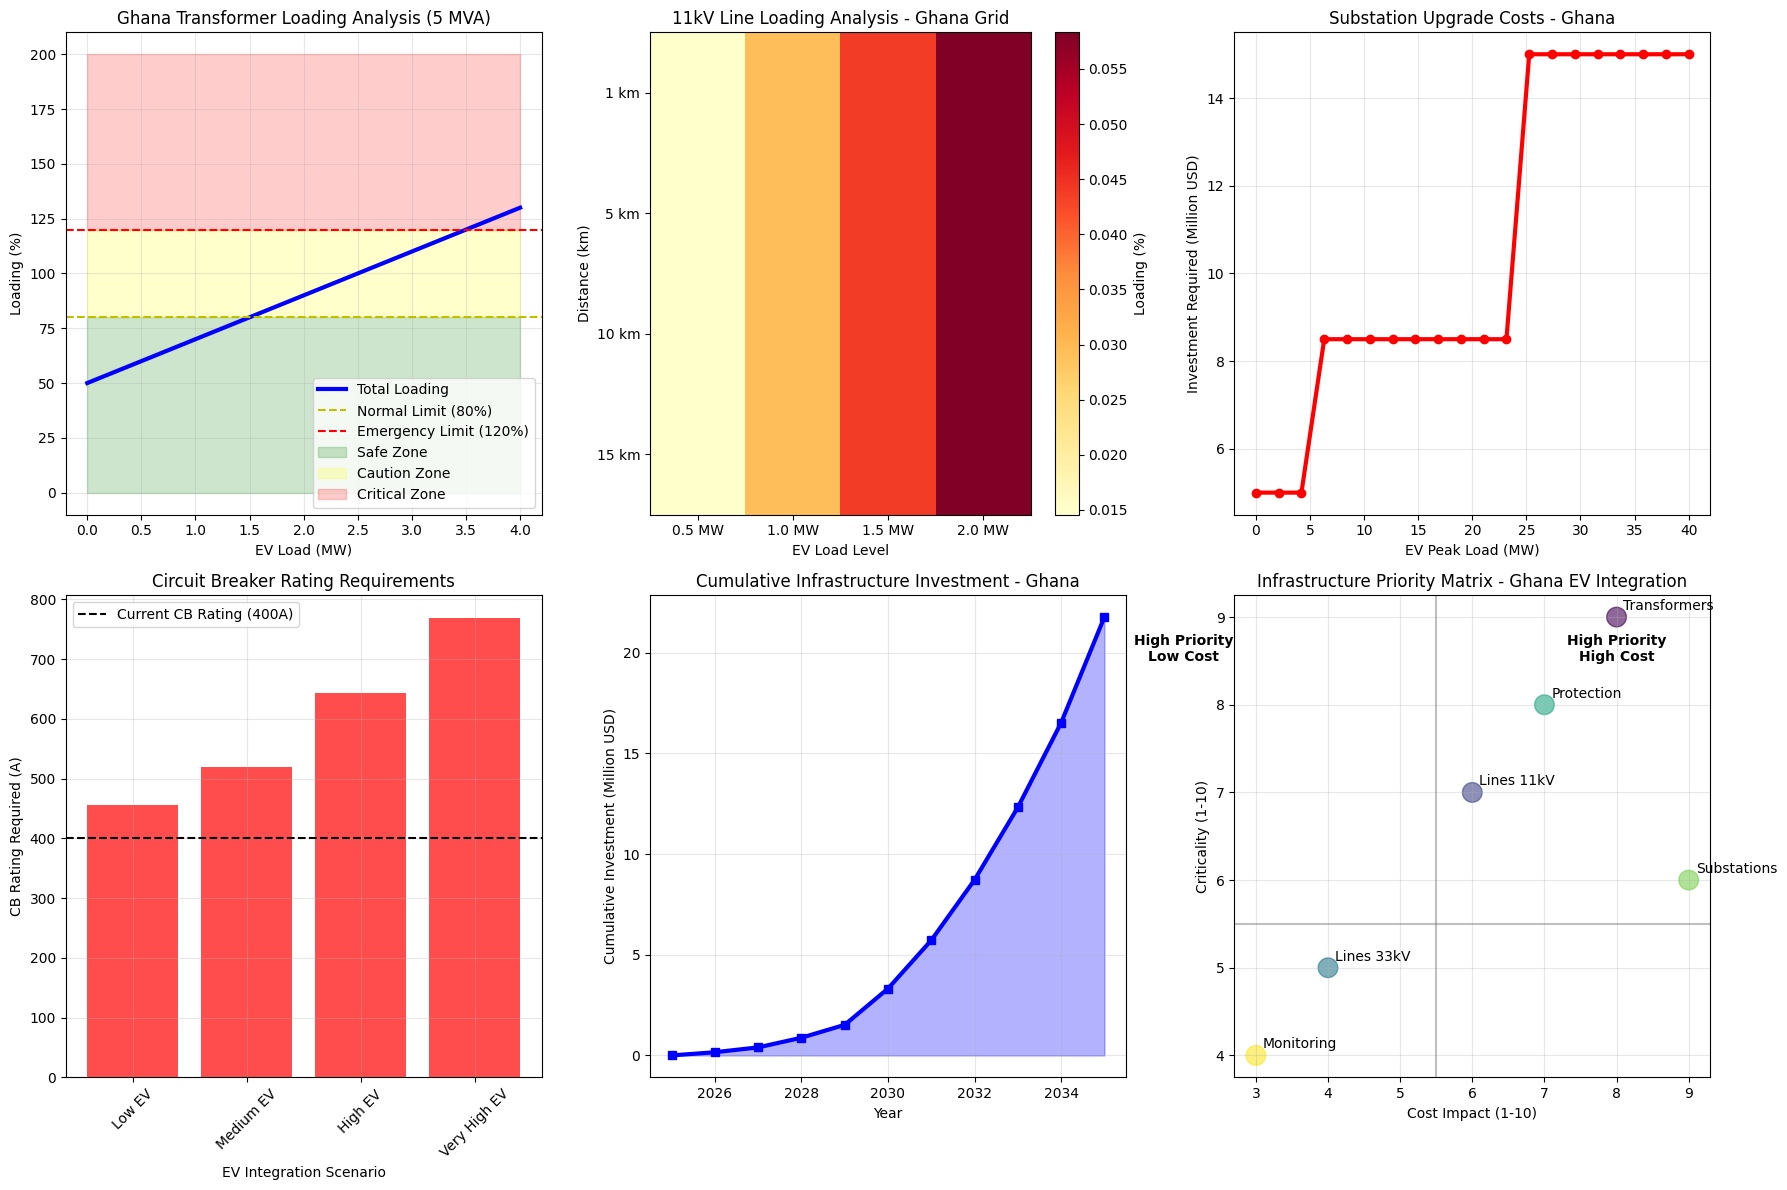 Ghana Transformer Loading Analysis (5 MVA)
Loading (%)
200
175
150
125
100
75
50
25
0
Total Loading
Normal Limit (80%)
Emergency Limit (120%)
Safe Zone
Caution Zone
Critical Zone
0.0 0.5 1.0 1.5 2.0 2.5 3.0 3.5 4.0
EV Load (MW)
11kV Line Loading Analysis - Ghana Grid
Distance (km)
1 km
5 km
10 km
15 km
0.5 MW 1.0 MW 1.5 MW 2.0 MW
EV Load Level
0.055
0.050
0.045
0.040
0.035
0.030
0.025
0.020
0.015
Loading (%)
Substation Upgrade Costs - Ghana
Investment Required (Million USD)
14
12
10
8
6
0 5 10 15 20 25 30 35 40
EV Peak Load (MW)
Circuit Breaker Rating Requirements
CB Rating Required (A)
800
700
600
500
400
300
200
100
0
Current CB Rating (400A)
Low EV
Medium EV
High EV
Very High EV
EV Integration Scenario
Cumulative Infrastructure Investment - Ghana
Cumulative Investment (Million USD)
20
15
10
5
0
2026 2028 2030 2032 2034
Year
Infrastructure Priority Matrix - Ghana EV Integration
Criticality (1-10)
9
8
7
6
5
4
High Priority
Low Cost
High Priority
High Cost
Transformers
Protection
Lines 11kV
Substations
Lines 33kV
Monitoring
3 4 5 6 7 8 9
Cost Impact (1-10)